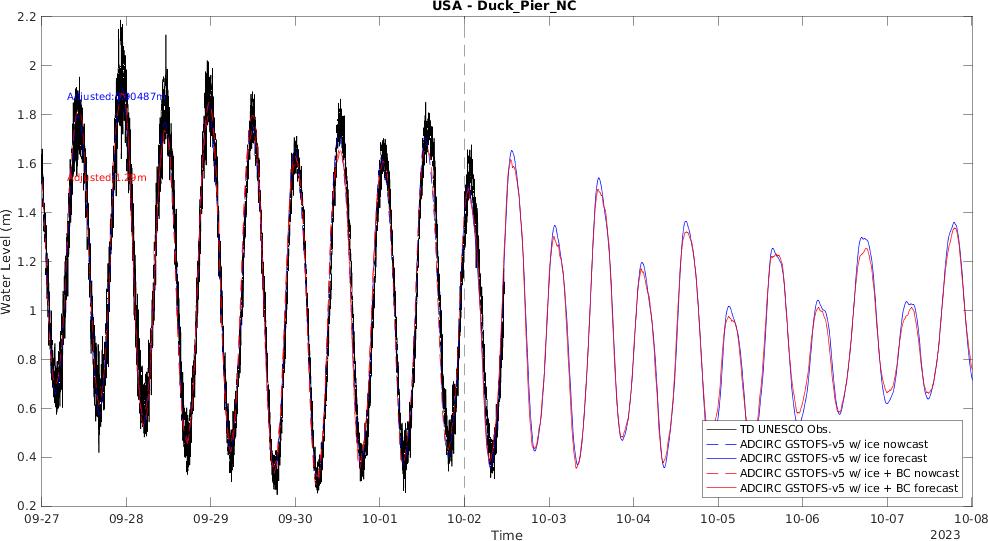 USA - Duck_Pier_NC
2.2
2
1.8
1.6
1.4
1.2
1
0.8
0.6
0.4
0.2
Water Level (m)
Adjusted:
Adjusted:1.29m
TD UNESCO Obs.
ADCIRC GSTOFS-v5 w/ ice nowcast
ADCIRC GSTOFS-v5 w/ ice forecast
ADCIRC GSTOFS-v5 w/ ice + BC nowcast
ADCIRC GSTOFS-v5 w/ ice + BC forecast
09-27 09-28 09-29 09-30 10-01 10-02 10-03 10-04 10-05 10-06 10-07 10-08
Time
2023